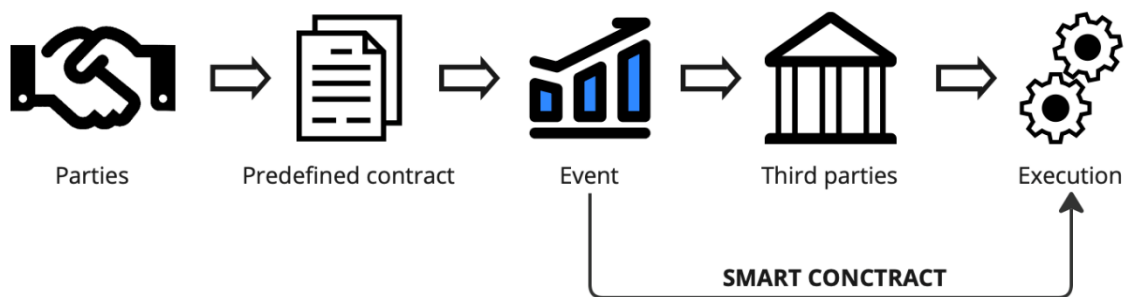 Parties
Predefined contract
Event
Third parties
Execution
SMART CONCTRACT